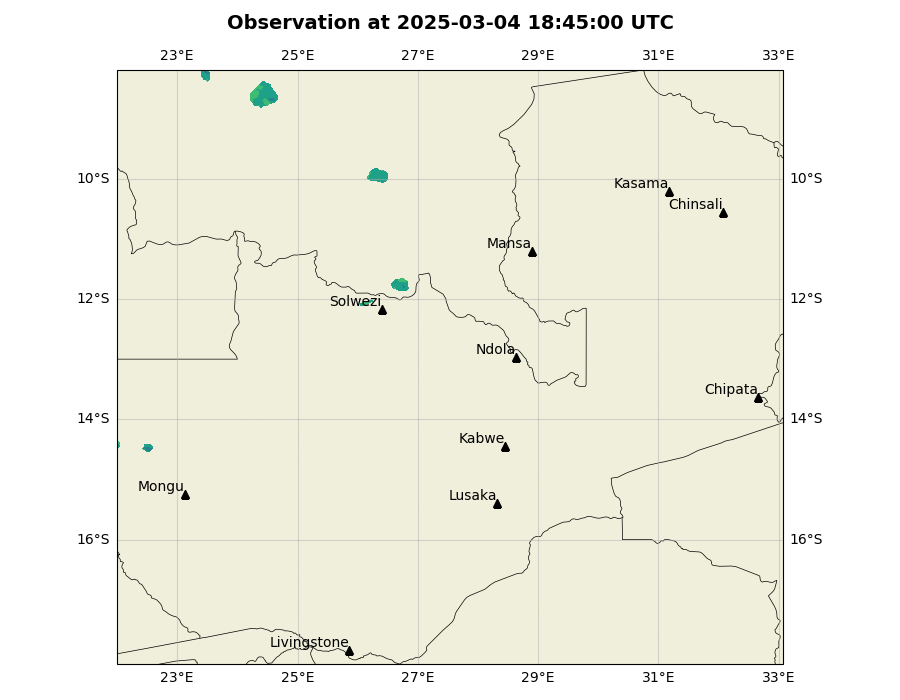 Observation at 2025-03-04 18:45:00 UTC
23°E 25°E 27°E 29°E 31°E 33°E
10°S 10°S
Kasama
Chinsali
Mansa
12°S 12°S
Solwezi
Ndola
Chipata
14°S 14°S
Kabwe
Mongu
Lusaka
16°S 16°S
Livingstone
23°E 25°E 27°E 29°E 31°E 33°E